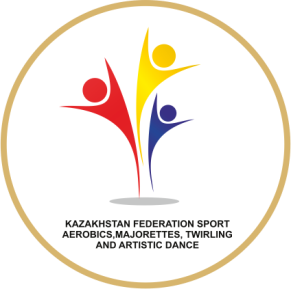 KAZAKHSTAN FEDERATION SPORT
AEROBICS,MAJORETTES, TWIRLING
AND ARTISTIC DANCE